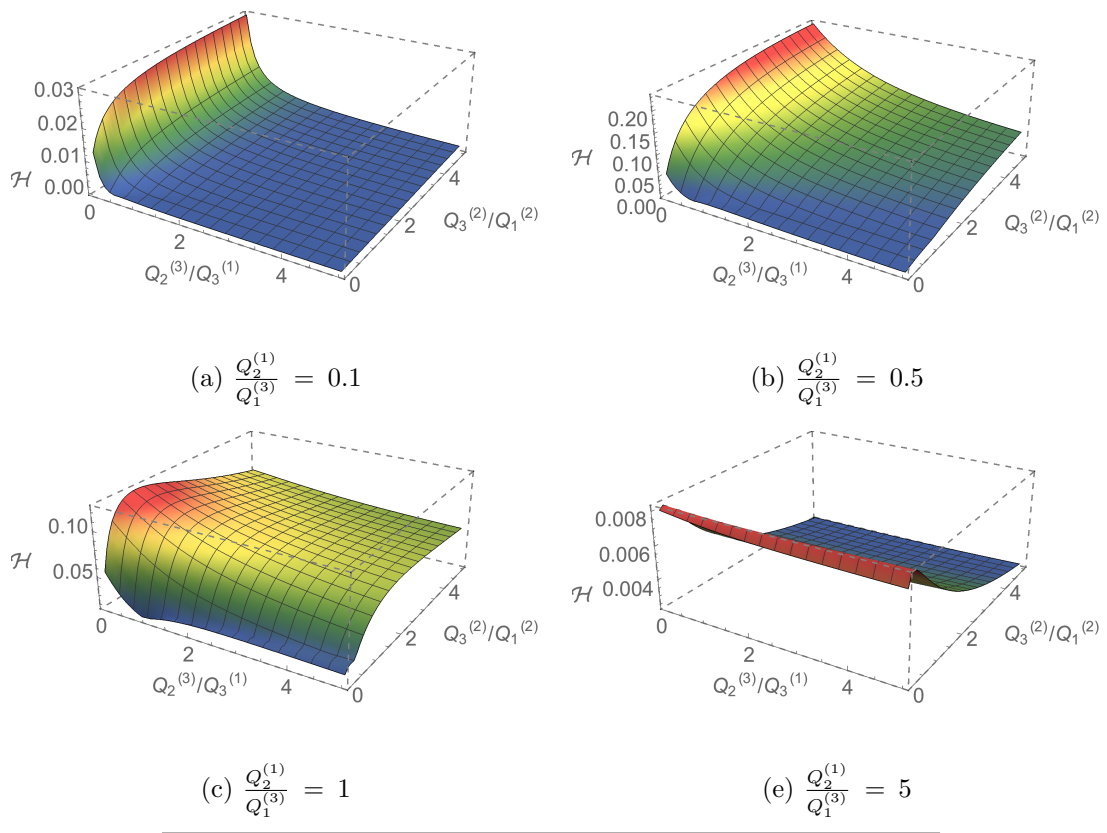 0.03
0.02
0.01
0.00
ℋ
0
2
4
Q₂⁽³⁾/Q₃⁽¹⁾
0
2
4
Q₃⁽²⁾/Q₁⁽²⁾
(a) Q₂⁽¹⁾/Q₁⁽³⁾ = 0.1
0.20
0.15
0.10
0.05
0.00
ℋ
0
2
4
Q₂⁽³⁾/Q₃⁽¹⁾
0
2
4
Q₃⁽²⁾/Q₁⁽²⁾
(b) Q₂⁽¹⁾/Q₁⁽³⁾ = 0.5
0.10
0.05
ℋ
0
2
4
Q₂⁽³⁾/Q₃⁽¹⁾
0
2
4
Q₃⁽²⁾/Q₁⁽²⁾
(c) Q₂⁽¹⁾/Q₁⁽³⁾ = 1
0.008
0.006
0.004
ℋ
0
2
4
Q₂⁽³⁾/Q₃⁽¹⁾
0
2
4
Q₃⁽²⁾/Q₁⁽²⁾
(e) Q₂⁽¹⁾/Q₁⁽³⁾ = 5